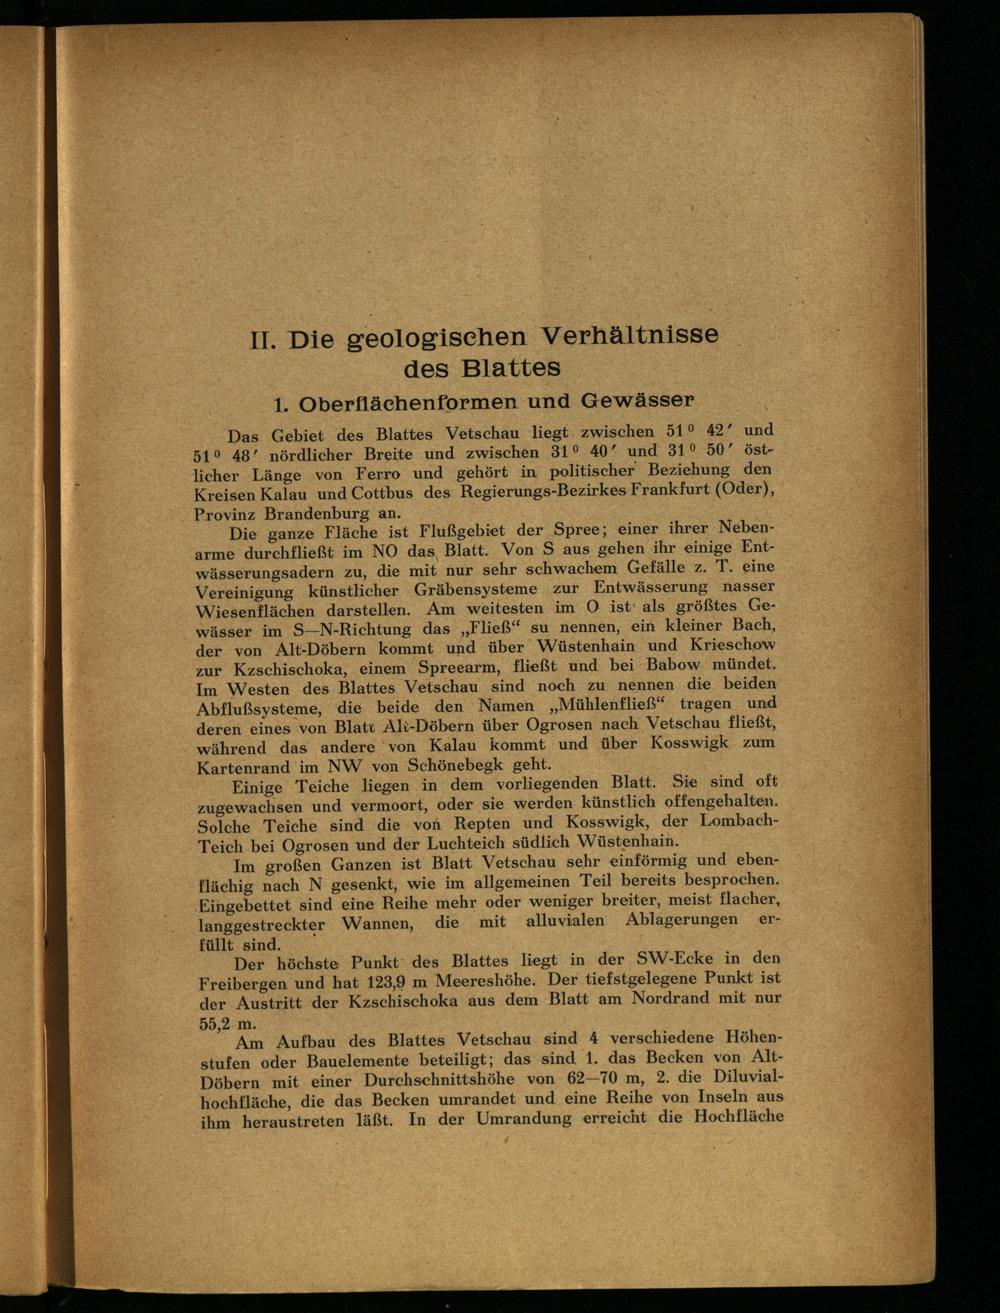 II. Die geologischen Verhältnisse
des Blattes
1. Oberflächenformen und Gewässer
Das Gebiet des Blattes Vetschau liegt zwischen 51⁰ 42′ und
51⁰ 48′ nördlicher Breite und zwischen 31⁰ 40′ und 31⁰ 50′ öst-
licher Länge von Ferro und gehört in politischer Beziehung den
Kreisen Kalau und Cottbus des Regierungs-Bezirkes Frankfurt (Oder),
Provinz Brandenburg an.
Die ganze Fläche ist Flußgebiet der Spree; einer ihrer Neben-
arme durchfließt im NO das Blatt. Von S aus gehen ihr einige Ent-
wässerungsadern zu, die mit nur sehr schwachem Gefälle z. T. eine
Vereinigung künstlicher Gräbensysteme zur Entwässerung nasser
Wiesenflächen darstellen. Am weitesten im O ist als größtes Ge-
wässer im S—N-Richtung das „Fließ“ su nennen, ein kleiner Bach,
der von Alt-Döbern kommt und über Wüstenhain und Krieschow
zur Kzschischoka, einem Spreearm, fließt und bei Babow mündet.
Im Westen des Blattes Vetschau sind noch zu nennen die beiden
Abflußsysteme, die beide den Namen „Mühlenfließ“ tragen und
deren eines von Blatt Alt-Döbern über Ogrosen nach Vetschau fließt,
während das andere von Kalau kommt und über Kosswigk zum
Kartenrand im NW von Schönebegk geht.
Einige Teiche liegen in dem vorliegenden Blatt. Sie sind oft
zugewachsen und vermoort, oder sie werden künstlich offengehalten.
Solche Teiche sind die von Repten und Kosswigk, der Lombach-
Teich bei Ogrosen und der Luchteich südlich Wüstenhain.
Im großen Ganzen ist Blatt Vetschau sehr einförmig und eben-
flächig nach N gesenkt, wie im allgemeinen Teil bereits besprochen.
Eingebettet sind eine Reihe mehr oder weniger breiter, meist flacher,
langgestreckter Wannen, die mit alluvialen Ablagerungen er-
füllt sind.
Der höchste Punkt des Blattes liegt in der SW-Ecke in den
Freibergen und hat 123,9 m Meereshöhe. Der tiefstgelegene Punkt ist
der Austritt der Kzschischoka aus dem Blatt am Nordrand mit nur
55,2 m.
Am Aufbau des Blattes Vetschau sind 4 verschiedene Höhen-
stufen oder Bauelemente beteiligt; das sind 1. das Becken von Alt-
Döbern mit einer Durchschnittshöhe von 62—70 m, 2. die Diluvial-
hochfläche, die das Becken umrandet und eine Reihe von Inseln aus
ihm heraustreten läßt. In der Umrandung erreicht die Hochfläche